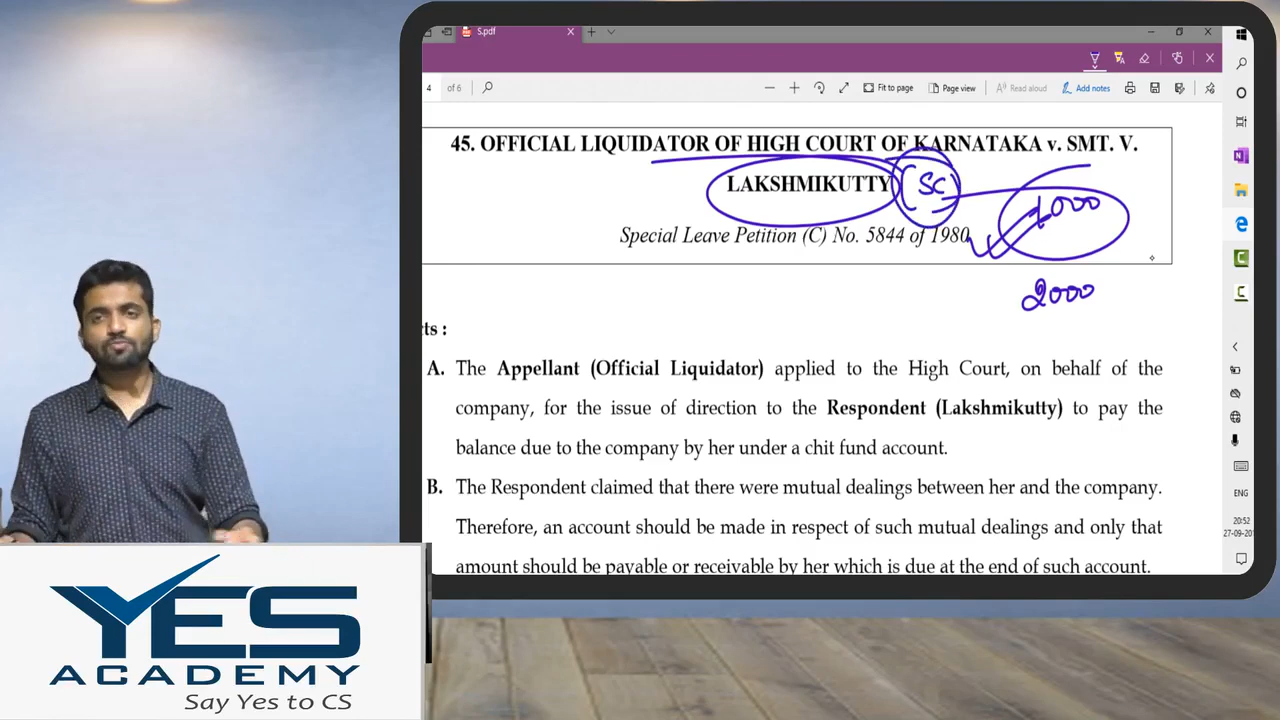 S.pdf
4 of 6
Fit to page
Page view
Read aloud
Add notes
45. OFFICIAL LIQUIDATOR OF HIGH COURT OF KARNATAKA v. SMT. V.
LAKSHMIKUTTY (SC)
1000
Special Leave Petition (C) No. 5844 of 1980
2000
cts :
A. The Appellant (Official Liquidator) applied to the High Court, on behalf of the
company, for the issue of direction to the Respondent (Lakshmikutty) to pay the
balance due to the company by her under a chit fund account.
B. The Respondent claimed that there were mutual dealings between her and the company.
Therefore, an account should be made in respect of such mutual dealings and only that
amount should be payable or receivable by her which is due at the end of such account.
ENG
20:52
27-09-20
YES
ACADEMY
Say Yes to CS